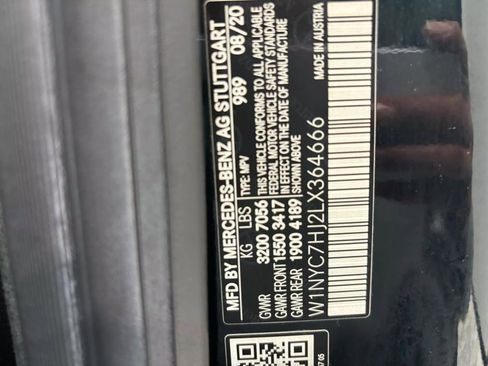 MFD BY MERCEDES-BENZ AG STUTTGART
TYPE: MPV 989 08/20
KG LBS
GVWR 3200 7056
GAWR FRONT 1550 3417
GAWR REAR 1900 4189
THIS VEHICLE CONFORMS TO ALL APPLICABLE
FEDERAL MOTOR VEHICLE SAFETY STANDARDS
IN EFFECT ON THE DATE OF
MANUFACTURE SHOWN ABOVE
W1NYC7HJ2LX364666
MADE IN AUSTRIA